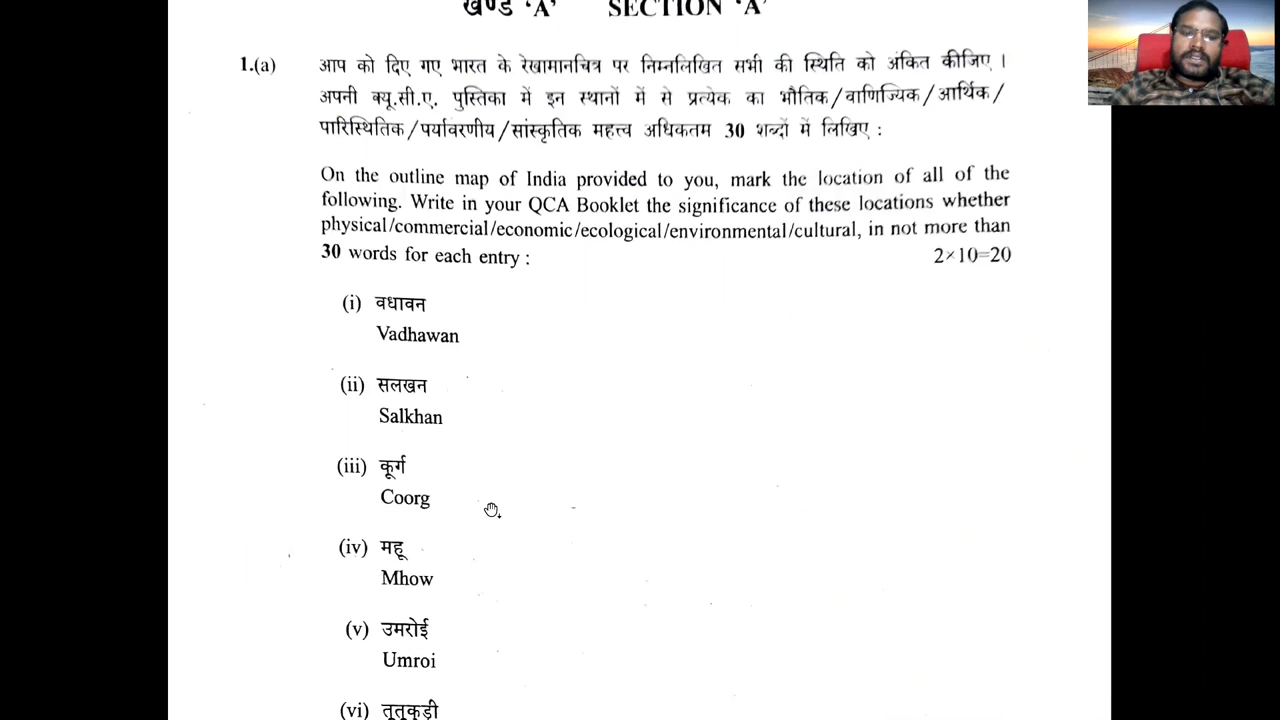 खण्ड 'A' SECTION 'A'
1.(a) आप को दिए गए भारत के रेखामानचित्र पर निम्नलिखित सभी की स्थिति को अंकित कीजिए ।
अपनी क्यू.सी.ए. पुस्तिका में इन स्थानों में से प्रत्येक का भौतिक/वाणिज्यिक/आर्थिक/
पारिस्थितिक/पर्यावरणीय/सांस्कृतिक महत्त्व अधिकतम 30 शब्दों में लिखिए :
On the outline map of India provided to you, mark the location of all of the
following. Write in your QCA Booklet the significance of these locations whether
physical/commercial/economic/ecological/environmental/cultural, in not more than
30 words for each entry : 2×10=20
(i) वधावन
Vadhawan
(ii) सलखन
Salkhan
(iii) कूर्ग
Coorg
(iv) महू
Mhow
(v) उमरोई
Umroi
(vi) तूतुकुड़ी